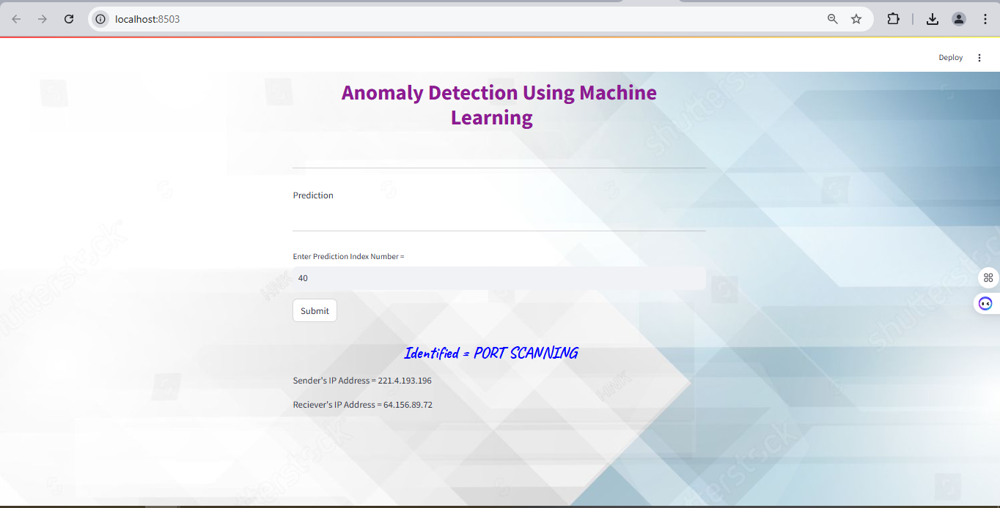 localhost:8503
Deploy
Anomaly Detection Using Machine
Learning
Prediction
Enter Prediction Index Number =
40
Submit
Identified = PORT SCANNING
Sender's IP Address = 221.4.193.196
Reciever's IP Address = 64.156.89.72